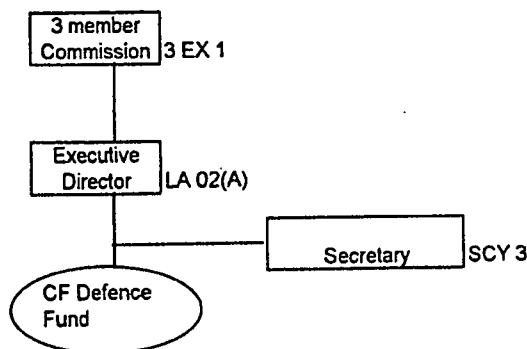 3 member
Commission
3 EX 1
Executive
Director
LA 02(A)
Secretary
SCY 3
CF Defence
Fund